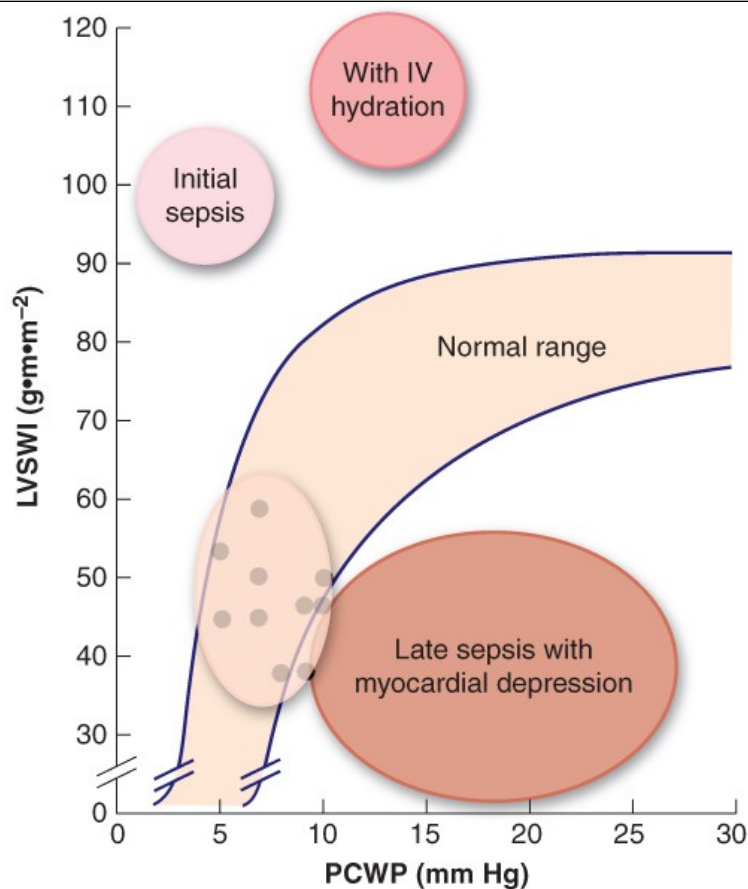 120
With IV
hydration
110
Initial
sepsis
100
90
Normal range
80
LVSWI (g•m•m⁻²)
70
60
50
Late sepsis with
myocardial depression
40
30
0
0 5 10 15 20 25 30
PCWP (mm Hg)